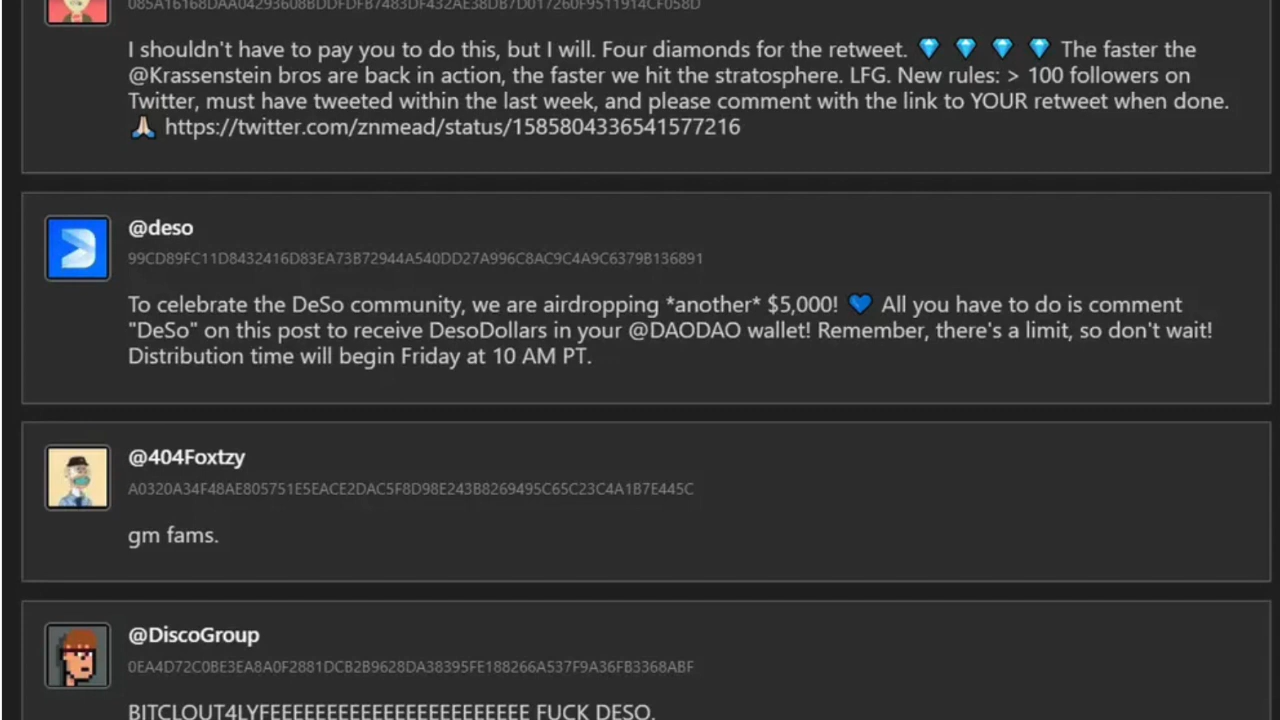 085A16168DAA04293608BDDFDFB7483DF432AE38DB7D017260F9511914CF058D
I shouldn't have to pay you to do this, but I will. Four diamonds for the retweet. 💎 💎 💎 💎 The faster the
@Krassenstein bros are back in action, the faster we hit the stratosphere. LFG. New rules: > 100 followers on
Twitter, must have tweeted within the last week, and please comment with the link to YOUR retweet when done.
🙏🏻 https://twitter.com/znmead/status/1585804336541577216
@deso
99CD89FC11D8432416D83EA73B72944A540DD27A996C8AC9C4A9C6379B136891
To celebrate the DeSo community, we are airdropping *another* $5,000! 💙 All you have to do is comment
"DeSo" on this post to receive DesoDollars in your @DAODAO wallet! Remember, there's a limit, so don't wait!
Distribution time will begin Friday at 10 AM PT.
@404Foxtzy
A0320A34F48AE805751E5EACE2DAC5F8D98E243B8269495C65C23C4A1B7E445C
gm fams.
@DiscoGroup
0EA4D72C0BE3EA8A0F2881DCB2B9628DA38395FE188266A537F9A36FB3368ABF
BITCLOUT4LYFEEEEEEEEEEEEEEEEEEEEEEEE FUCK DESO.